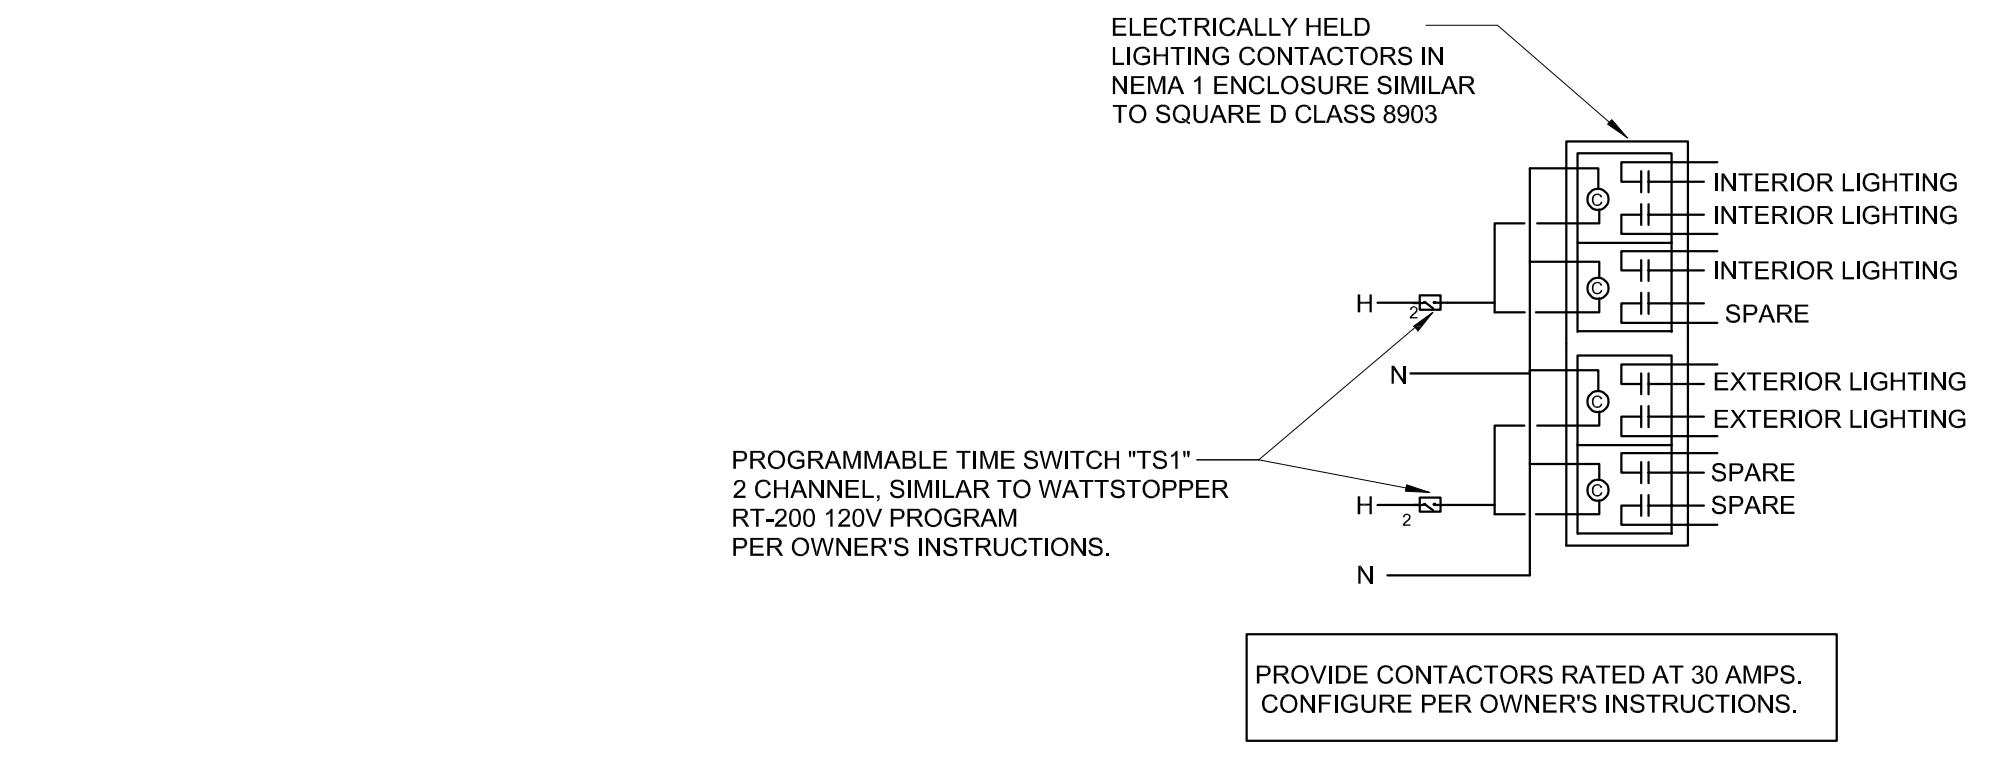 ELECTRICALLY HELD
LIGHTING CONTACTORS IN
NEMA 1 ENCLOSURE SIMILAR
TO SQUARE D CLASS 8903
C
INTERIOR LIGHTING
INTERIOR LIGHTING
C
INTERIOR LIGHTING
H
2
SPARE
N
C
EXTERIOR LIGHTING
EXTERIOR LIGHTING
PROGRAMMABLE TIME SWITCH "TS1"
2 CHANNEL, SIMILAR TO WATTSTOPPER
RT-200 120V PROGRAM
PER OWNER'S INSTRUCTIONS.
C
SPARE
SPARE
H
2
N
PROVIDE CONTACTORS RATED AT 30 AMPS.
CONFIGURE PER OWNER'S INSTRUCTIONS.